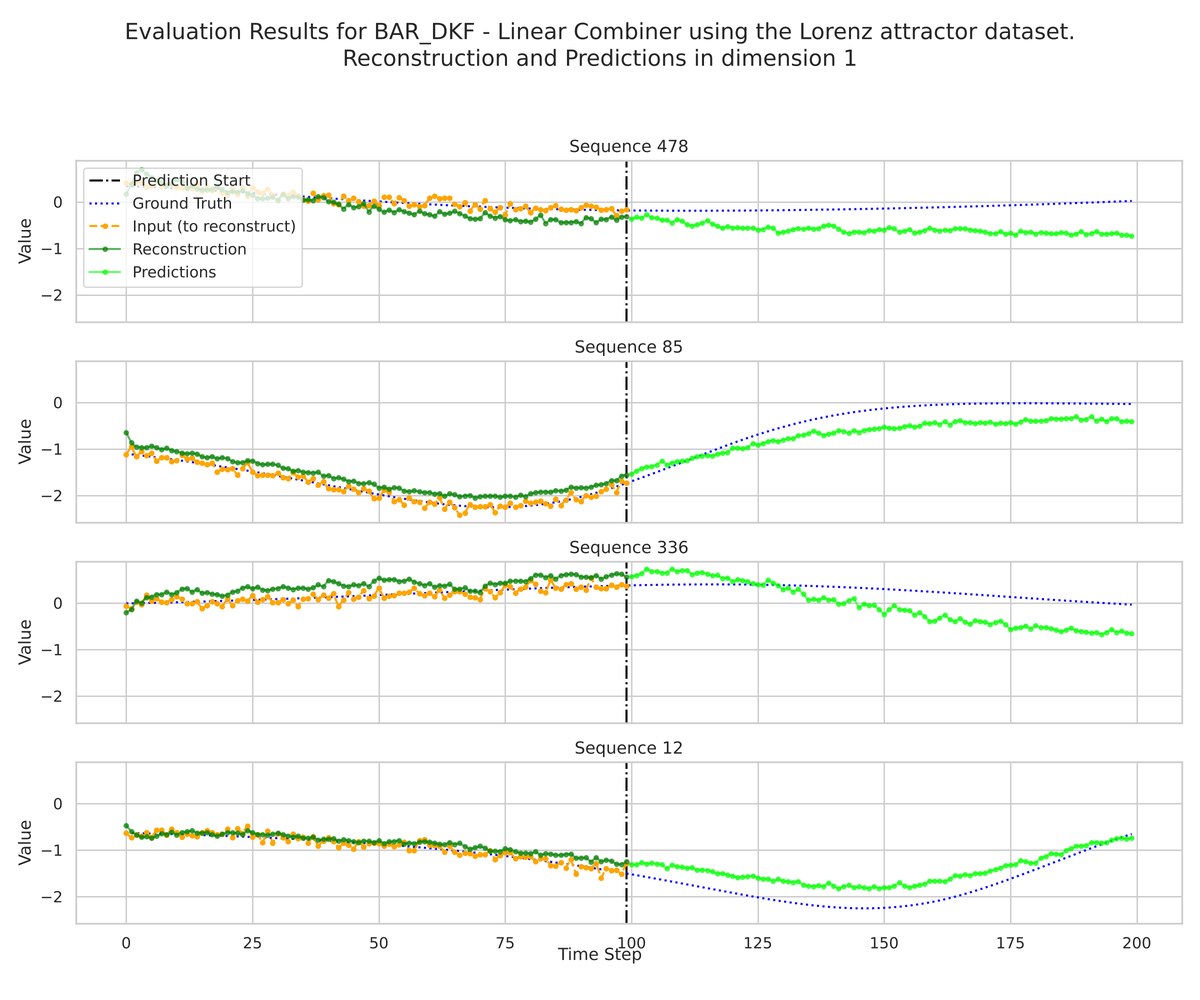 Evaluation Results for BAR_DKF - Linear Combiner using the Lorenz attractor dataset.
Reconstruction and Predictions in dimension 1
Sequence 478
Value
0
−1
−2
Prediction Start
Ground Truth
Input (to reconstruct)
Reconstruction
Predictions
Sequence 85
Value
0
−1
−2
Sequence 336
Value
0
−1
−2
Sequence 12
Value
0
−1
−2
0 25 50 75 100 125 150 175 200
Time Step